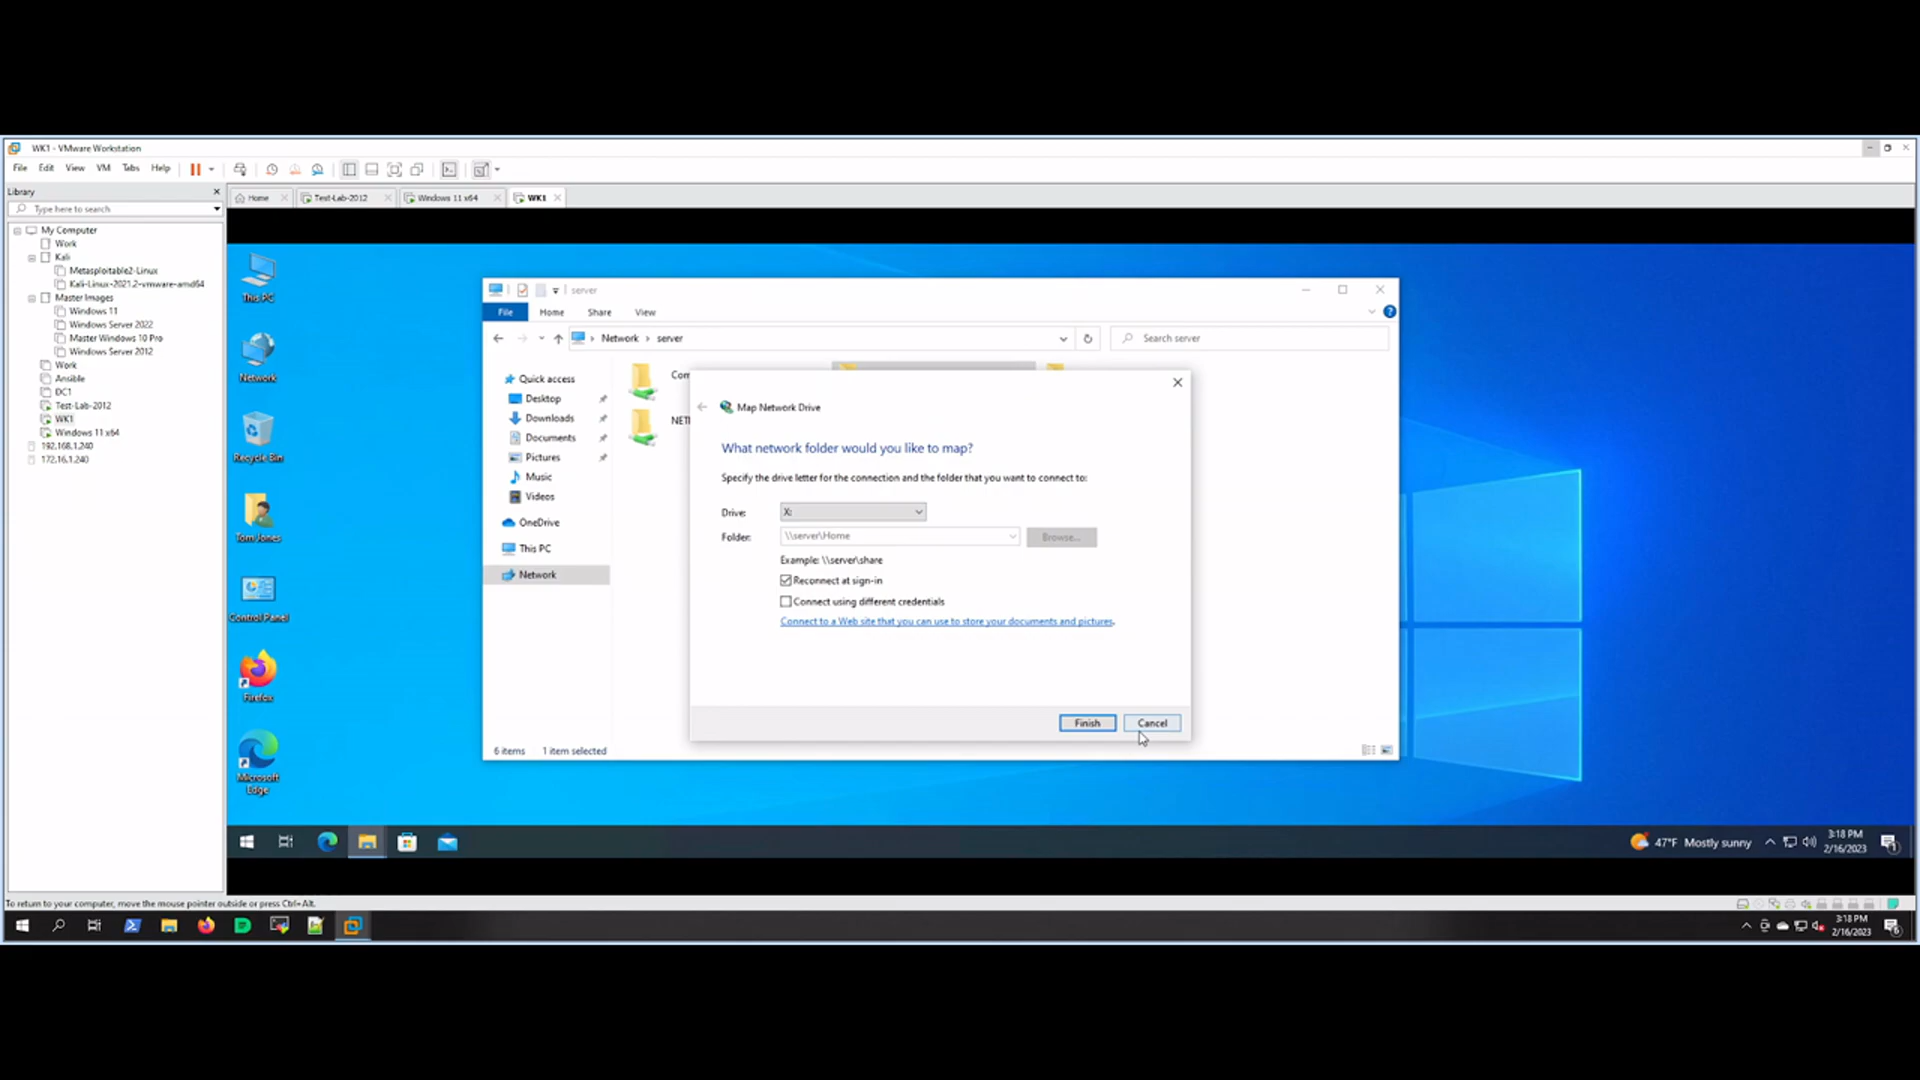 WK1 - VMware Workstation
File Edit View VM Tabs Help
Library
Type here to search
My Computer
Work
Kali
Metasploitable2-Linux
Kali-Linux-2021.2-vmware-amd64
Master Images
Windows 11
Windows Server 2022
Master Windows 10 Pro
Windows Server 2012
Work
Ansible
DC1
Test-Lab-2012
WK1
Windows 11 x64
192.168.1.240
172.16.1.240
Home Test-Lab-2012 Windows 11 x64 WK1
This PC
Network
Recycle Bin
Tom Jones
Control Panel
Firefox
Microsoft
Edge
server
File Home Share View
Network › server
Search server
Quick access
Desktop
Downloads
Documents
Pictures
Music
Videos
OneDrive
This PC
Network
Map Network Drive
What network folder would you like to map?
Specify the drive letter for the connection and the folder that you want to connect to:
Drive: X:
Folder: \\server\Home Browse...
Example: \\server\share
Reconnect at sign-in
Connect using different credentials
Connect to a Web site that you can use to store your documents and pictures.
Finish Cancel
6 items 1 item selected
47°F Mostly sunny
3:18 PM
2/16/2023
To return to your computer, move the mouse pointer outside or press Ctrl+Alt.
3:18 PM
2/16/2023